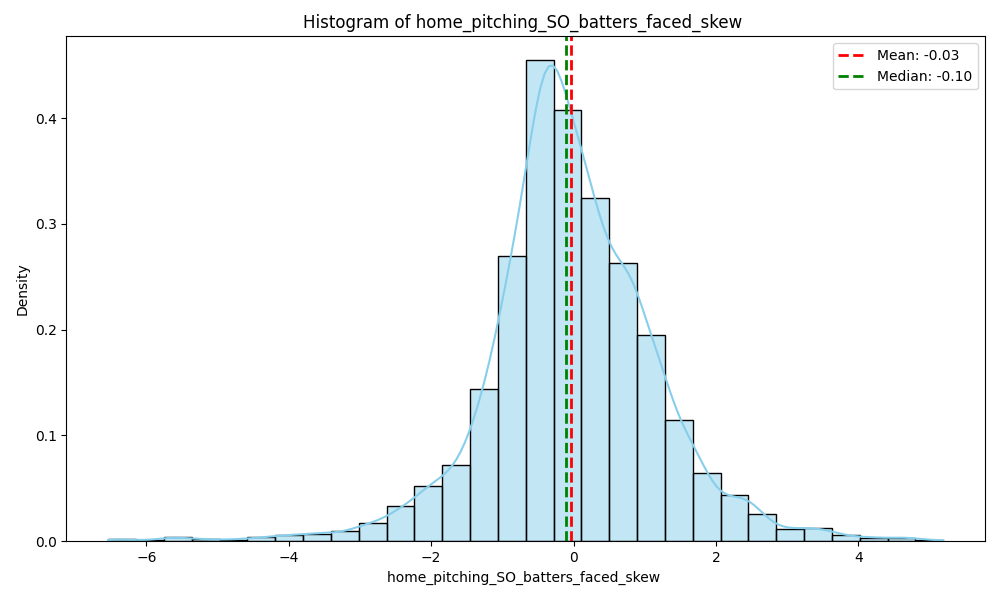 Histogram of home_pitching_SO_batters_faced_skew
Mean: -0.03
Median: -0.10
Density
0.4
0.3
0.2
0.1
0.0
−6
−4
−2
0
2
4
home_pitching_SO_batters_faced_skew